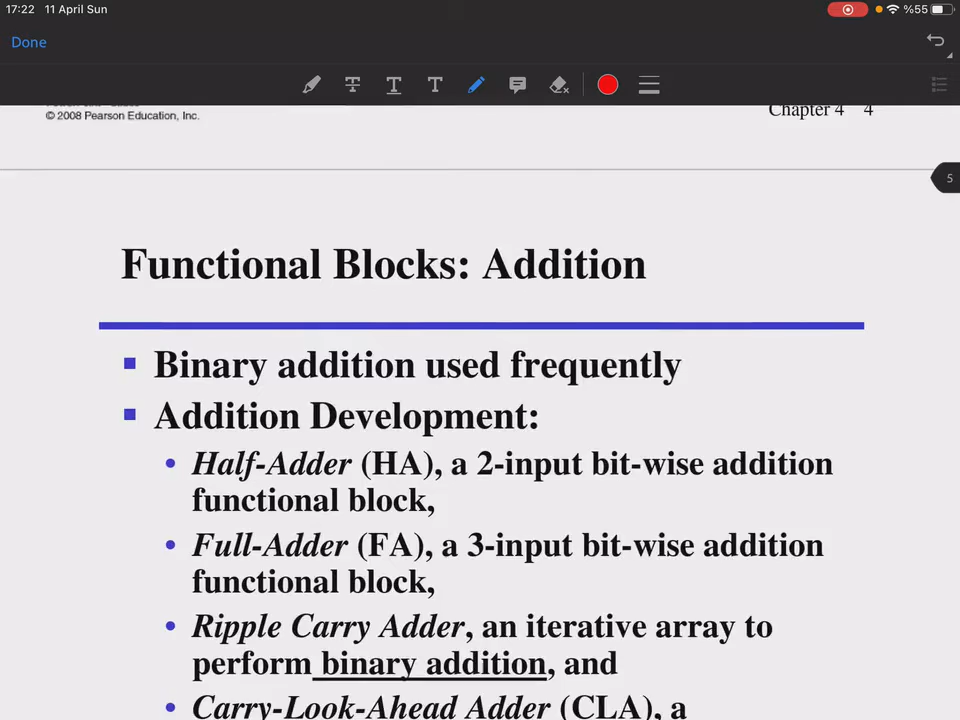 17:22 11 April Sun %55
Done
© 2008 Pearson Education, Inc.
Chapter 4 4
5
Functional Blocks: Addition
Binary addition used frequently
Addition Development:
Half-Adder (HA), a 2-input bit-wise addition
functional block,
Full-Adder (FA), a 3-input bit-wise addition
functional block,
Ripple Carry Adder, an iterative array to
perform binary addition, and
Carry-Look-Ahead Adder (CLA), a